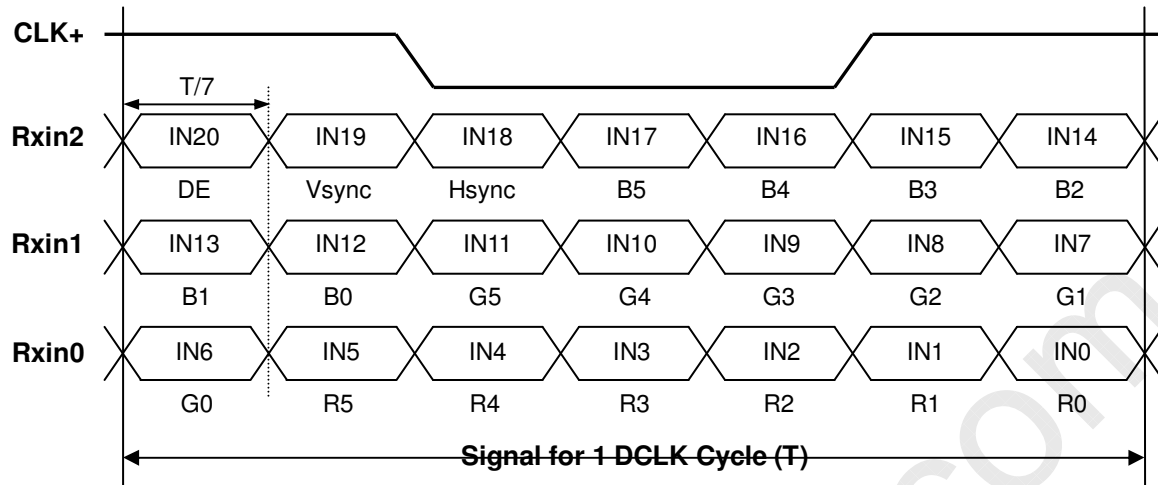 CLK+
T/7
Rxin2 IN20 IN19 IN18 IN17 IN16 IN15 IN14
DE Vsync Hsync B5 B4 B3 B2
Rxin1 IN13 IN12 IN11 IN10 IN9 IN8 IN7
B1 B0 G5 G4 G3 G2 G1
Rxin0 IN6 IN5 IN4 IN3 IN2 IN1 IN0
G0 R5 R4 R3 R2 R1 R0
Signal for 1 DCLK Cycle (T)
com